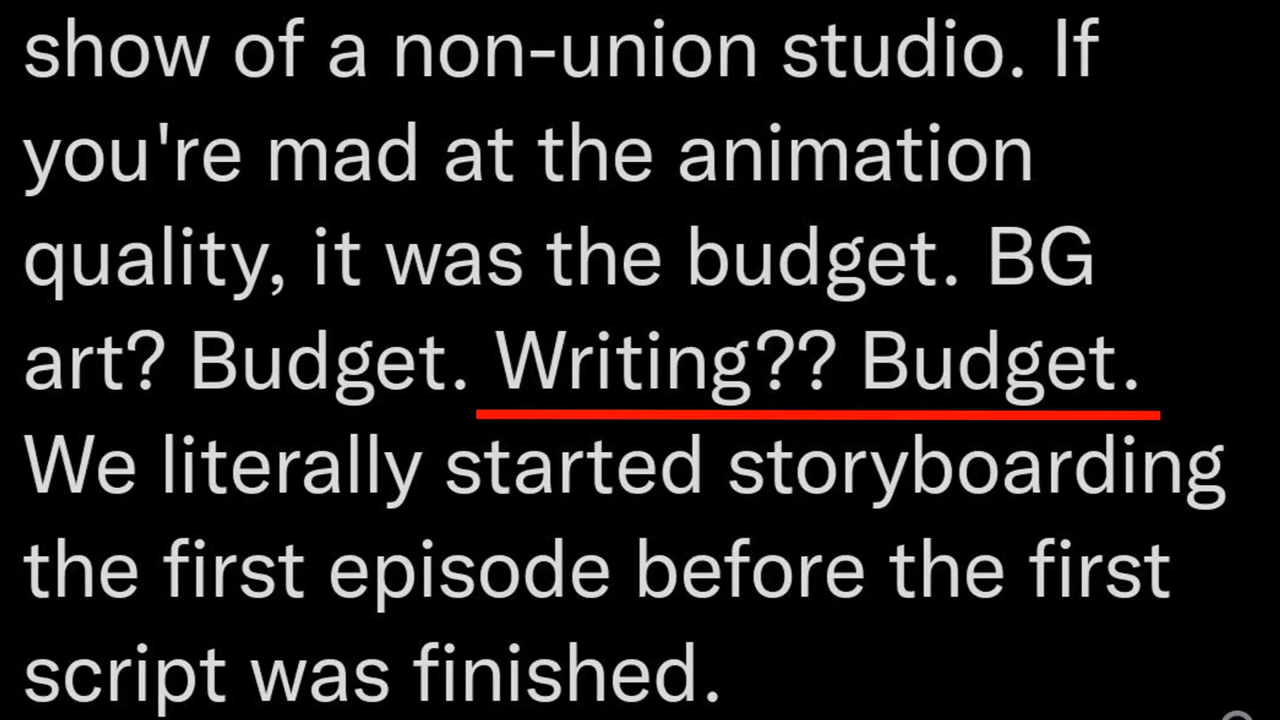 show of a non-union studio. If
you're mad at the animation
quality, it was the budget. BG
art? Budget. Writing?? Budget.
We literally started storyboarding
the first episode before the first
script was finished.